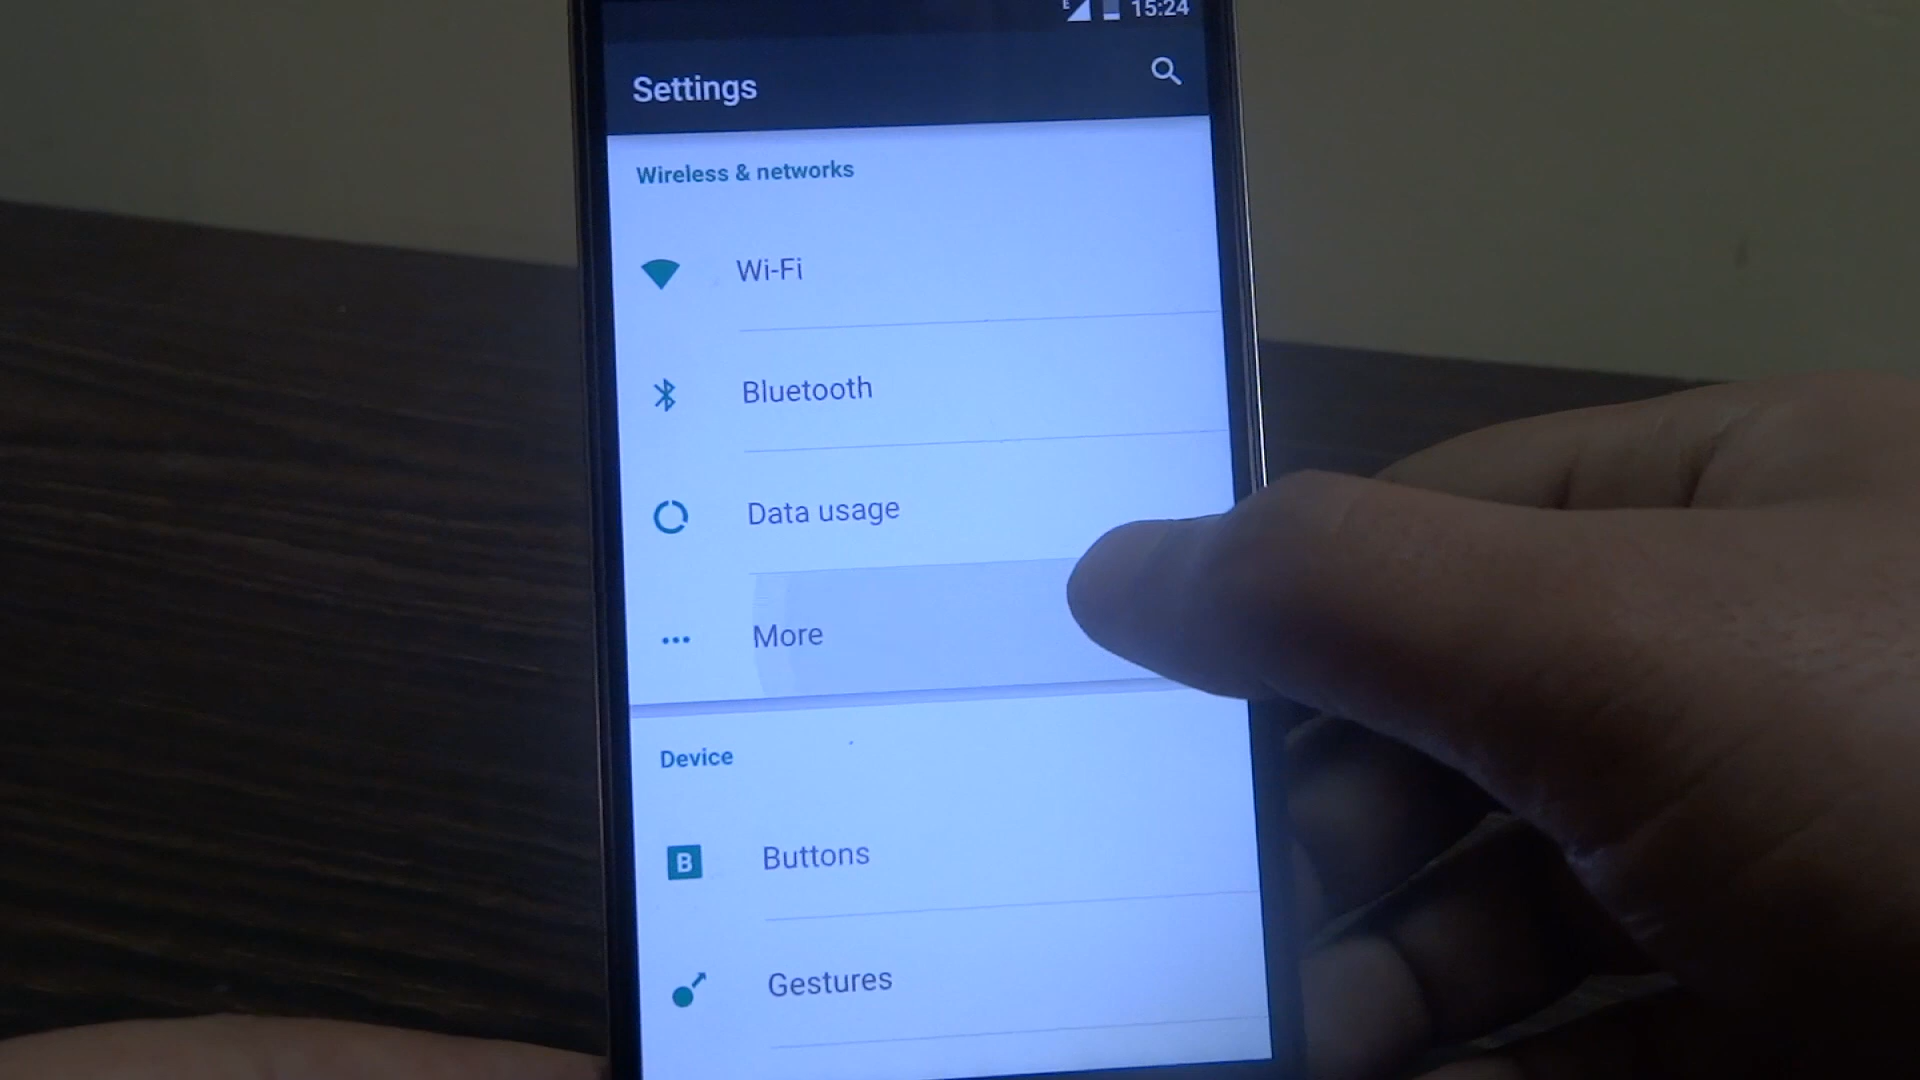 E 15:24
Settings
Wireless & networks
Wi-Fi
Bluetooth
Data usage
More
Device
B Buttons
Gestures